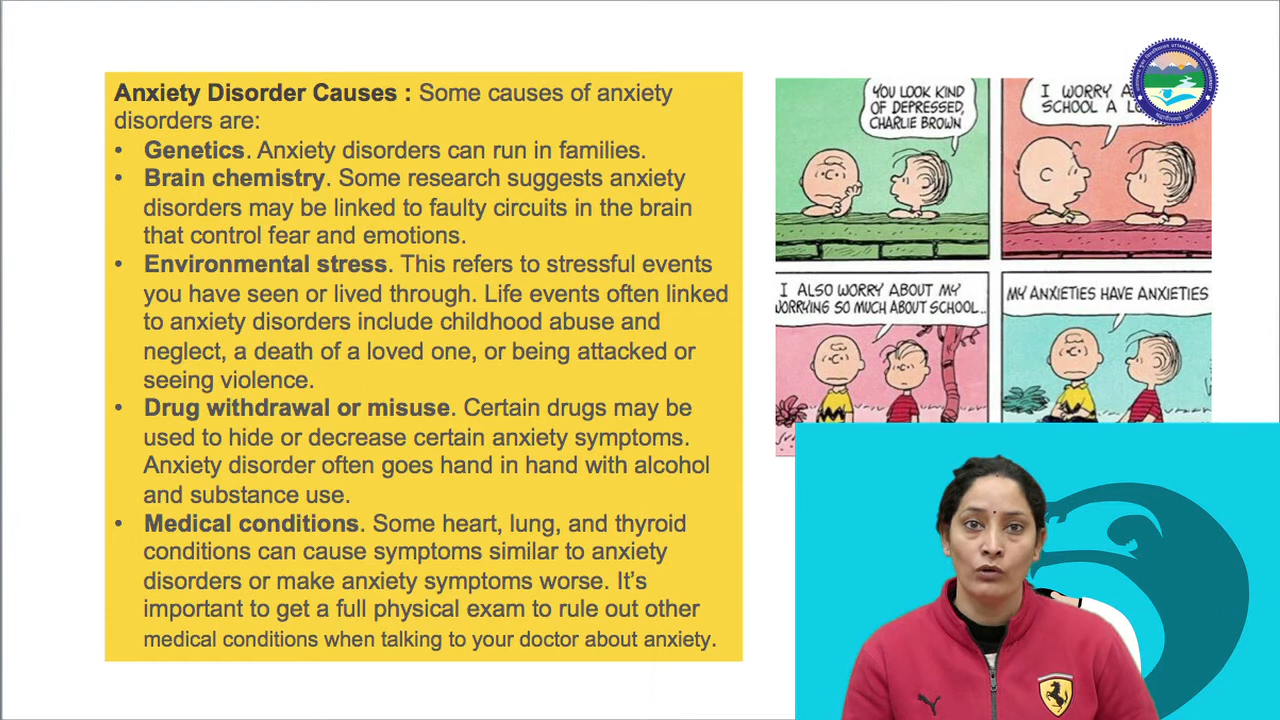 Anxiety Disorder Causes : Some causes of anxiety
disorders are:
• Genetics. Anxiety disorders can run in families.
• Brain chemistry. Some research suggests anxiety
disorders may be linked to faulty circuits in the brain
that control fear and emotions.
• Environmental stress. This refers to stressful events
you have seen or lived through. Life events often linked
to anxiety disorders include childhood abuse and
neglect, a death of a loved one, or being attacked or
seeing violence.
• Drug withdrawal or misuse. Certain drugs may be
used to hide or decrease certain anxiety symptoms.
Anxiety disorder often goes hand in hand with alcohol
and substance use.
• Medical conditions. Some heart, lung, and thyroid
conditions can cause symptoms similar to anxiety
disorders or make anxiety symptoms worse. It’s
important to get a full physical exam to rule out other
medical conditions when talking to your doctor about anxiety.
YOU LOOK KIND
OF DEPRESSED,
CHARLIE BROWN
I WORRY
SCHOOL A
I ALSO WORRY ABOUT MY
WORRYING SO MUCH ABOUT SCHOOL..
MY ANXIETIES HAVE ANXIETIES